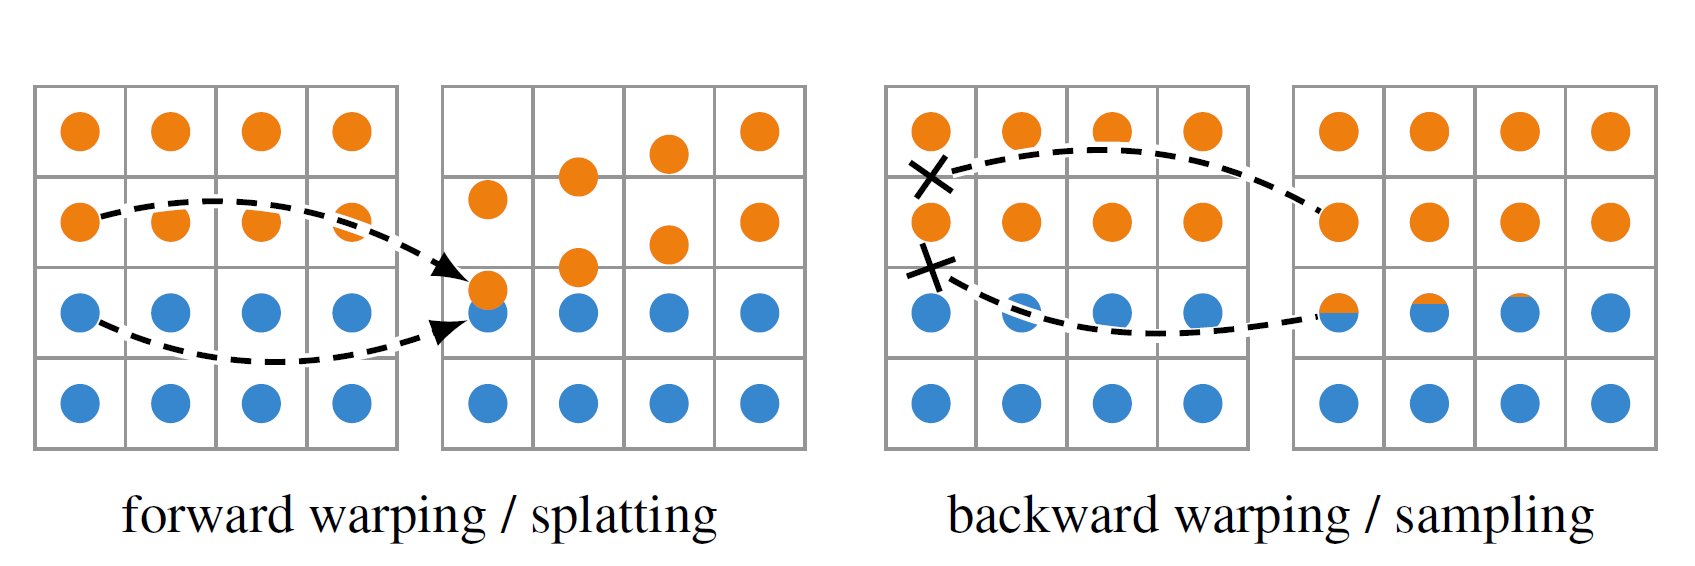 forward warping / splatting
backward warping / sampling